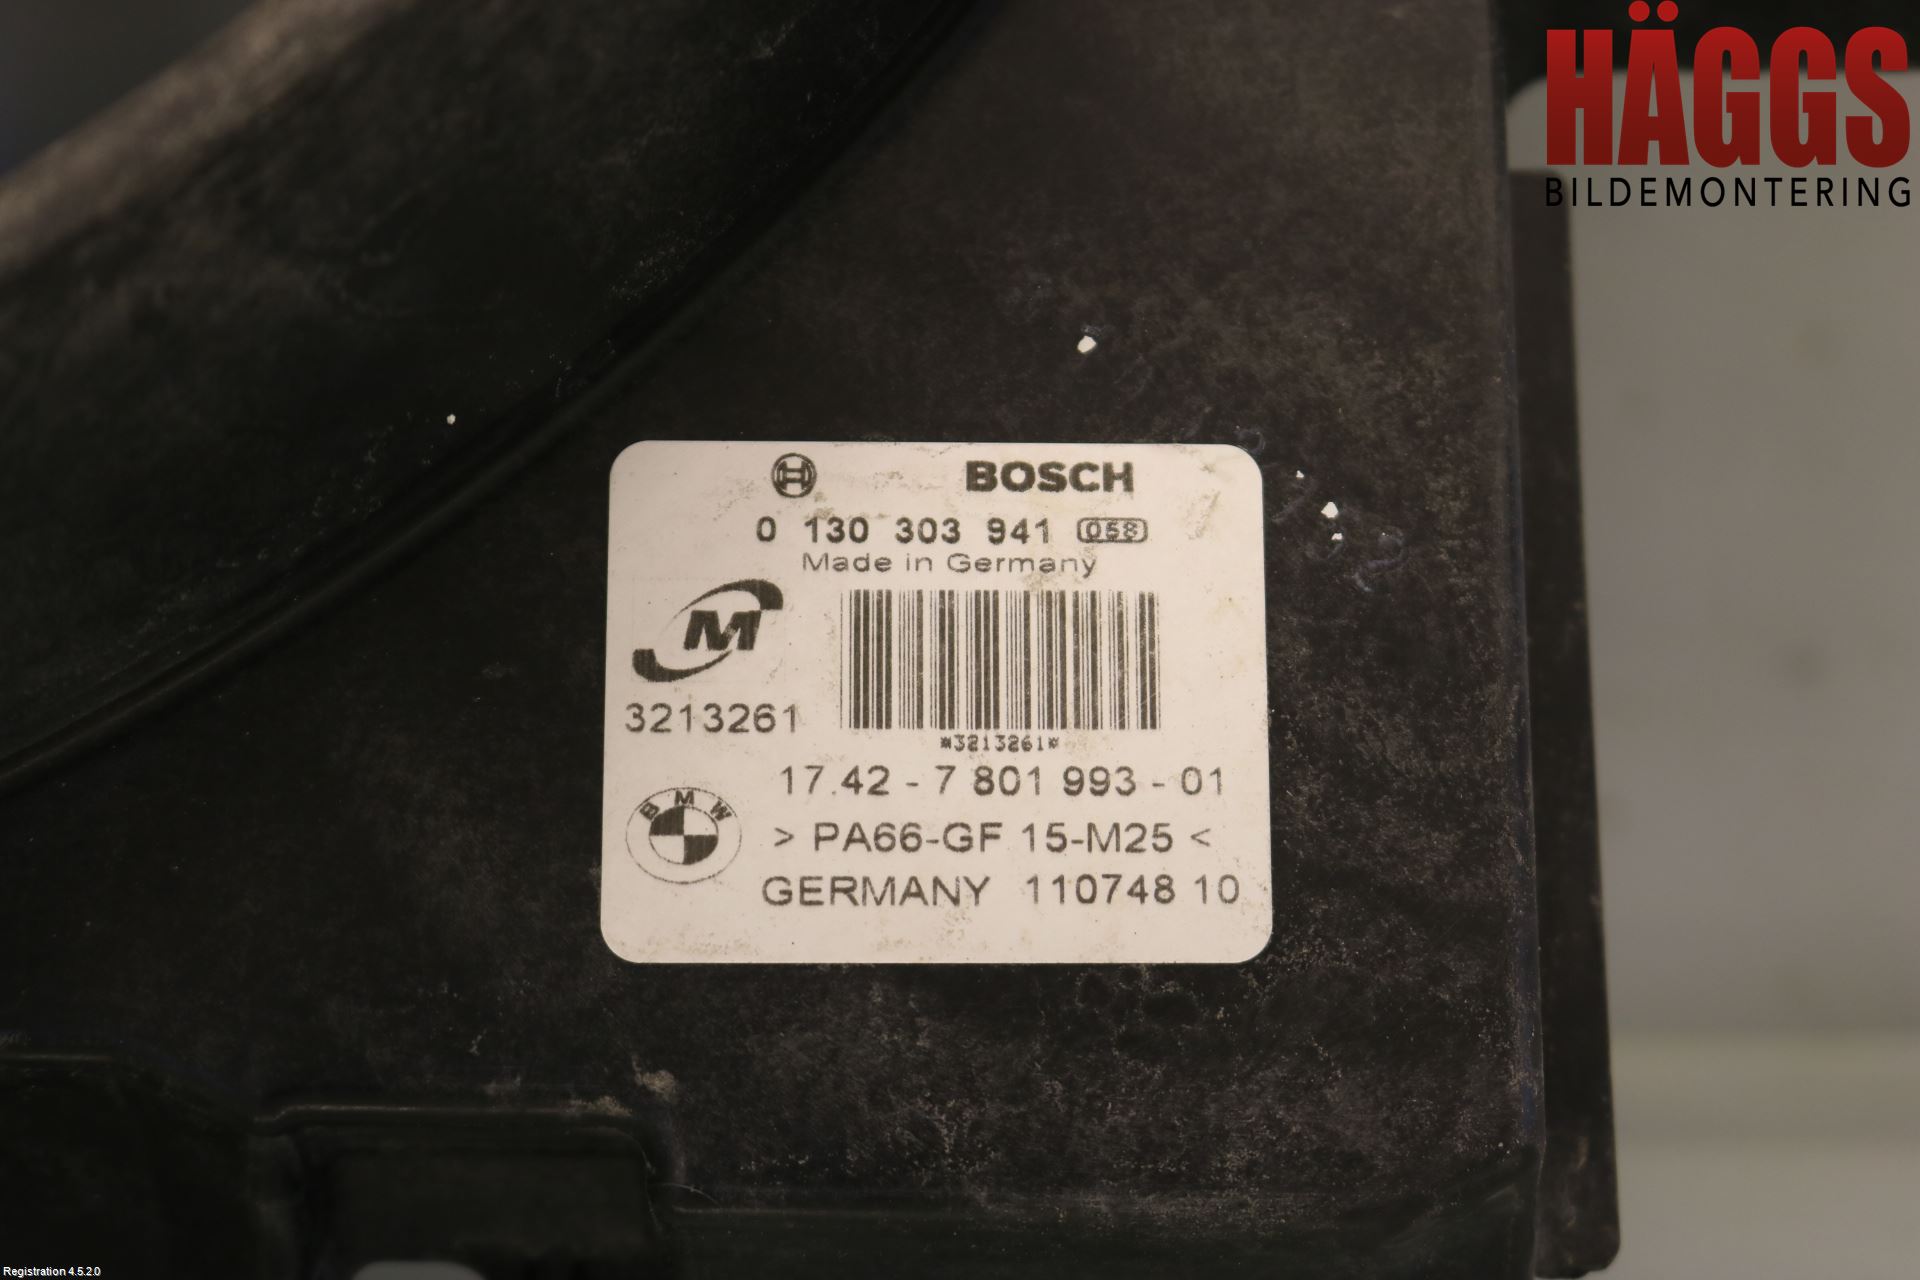 HÄGGS
BILDEMONTERING
BOSCH
0 130 303 941 058
Made in Germany
M
3213261
*3213261*
17.42 - 7 801 993 - 01
BMW
> PA66-GF 15-M25 <
GERMANY 110748 10
Registration 4.5.2.0